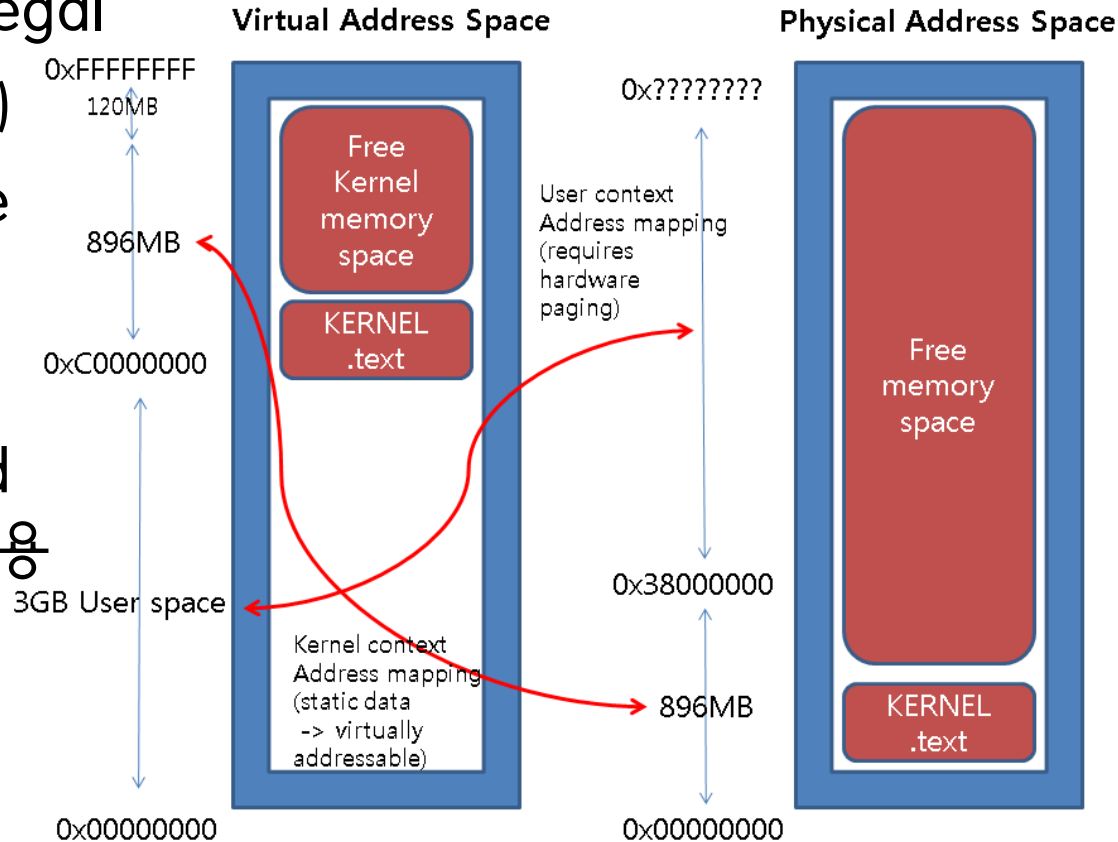 egal
)
e
d
용
Virtual Address Space
0xFFFFFFFF
120MB
896MB
0xC0000000
3GB User space
0x00000000
Free
Kernel
memory
space
KERNEL
.text
Kernel context
Address mapping
(static data
-> virtually
addressable)
User context
Address mapping
(requires
hardware
paging)
Physical Address Space
0x????????
0x38000000
896MB
0x00000000
Free
memory
space
KERNEL
.text